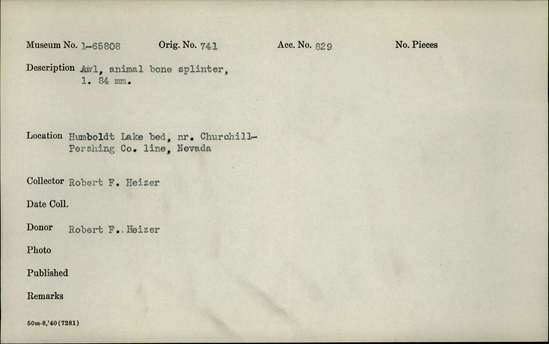 Museum No. 1-65808 Orig. No. 741 Acc. No. 829 No. Pieces
Description Awl, animal bone splinter,
l. 84 mm.
Location Humboldt Lake bed, nr. Churchill-
Pershing Co. line, Nevada
Collector Robert F. Heizer
Date Coll.
Donor Robert F. Heizer
Photo
Published
Remarks
50m-8,'40(7281)